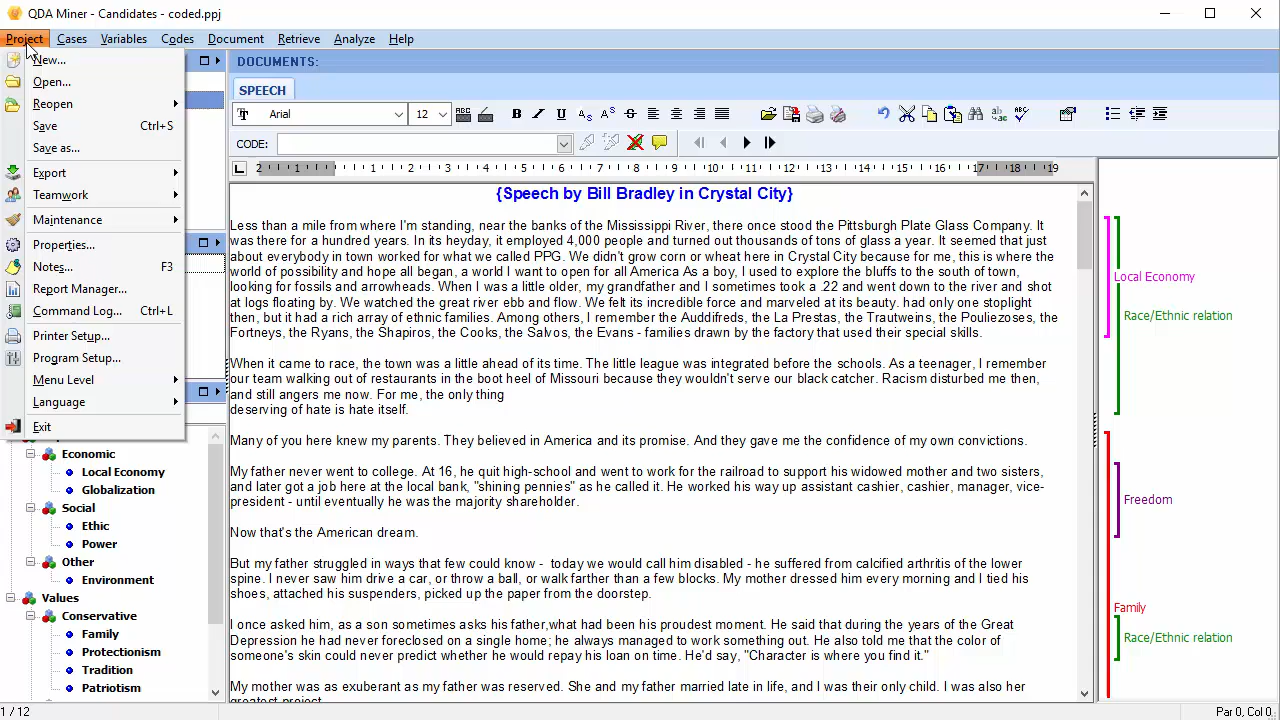 QDA Miner - Candidates - coded.ppj
Project Cases Variables Codes Document Retrieve Analyze Help
New...
Open...
Reopen
Save Ctrl+S
Save as...
Export
Teamwork
Maintenance
Properties...
Notes... F3
Report Manager...
Command Log... Ctrl+L
Printer Setup...
Program Setup...
Menu Level
Language
Exit
Economic
Local Economy
Globalization
Social
Ethic
Power
Other
Environment
Values
Conservative
Family
Protectionism
Tradition
Patriotism
DOCUMENTS:
SPEECH
Arial 12 B I U
CODE:
2 1 1 2 3 4 5 6 7 8 9 10 11 12 13 14 15 16 17 18 19
{Speech by Bill Bradley in Crystal City}
Less than a mile from where I'm standing, near the banks of the Mississippi River, there once stood the Pittsburgh Plate Glass Company. It
was there for a hundred years. In its heyday, it employed 4,000 people and turned out thousands of tons of glass a year. It seemed that just
about everybody in town worked for what we called PPG. We didn't grow corn or wheat here in Crystal City because for me, this is where the
world of possibility and hope all began, a world I want to open for all America As a boy, I used to explore the bluffs to the south of town,
looking for fossils and arrowheads. When I was a little older, my grandfather and I sometimes took a .22 and went down to the river and shot
at logs floating by. We watched the great river ebb and flow. We felt its incredible force and marveled at its beauty. had only one stoplight
then, but it had a rich array of ethnic families. Among others, I remember the Auddifreds, the La Prestas, the Trautweins, the Pouliezoses, the
Fortneys, the Ryans, the Shapiros, the Cooks, the Salvos, the Evans - families drawn by the factory that used their special skills.
When it came to race, the town was a little ahead of its time. The little league was integrated before the schools. As a teenager, I remember
our team walking out of restaurants in the boot heel of Missouri because they wouldn't serve our black catcher. Racism disturbed me then,
and still angers me now. For me, the only thing
deserving of hate is hate itself.
Many of you here knew my parents. They believed in America and its promise. And they gave me the confidence of my own convictions.
My father never went to college. At 16, he quit high-school and went to work for the railroad to support his widowed mother and two sisters,
and later got a job here at the local bank, "shining pennies" as he called it. He worked his way up assistant cashier, cashier, manager, vice-
president - until eventually he was the majority shareholder.
Now that's the American dream.
But my father struggled in ways that few could know - today we would call him disabled - he suffered from calcified arthritis of the lower
spine. I never saw him drive a car, or throw a ball, or walk farther than a few blocks. My mother dressed him every morning and I tied his
shoes, attached his suspenders, picked up the paper from the doorstep.
I once asked him, as a son sometimes asks his father,what had been his proudest moment. He said that during the years of the Great
Depression he had never foreclosed on a single home; he always managed to work something out. He also told me that the color of
someone's skin could never predict whether he would repay his loan on time. He'd say, "Character is where you find it."
My mother was as exuberant as my father was reserved. She and my father married late in life, and I was their only child. I was also her
greatest project.
Local Economy
Race/Ethnic relation
Freedom
Family
Race/Ethnic relation
1 / 12
Par 0, Col 0